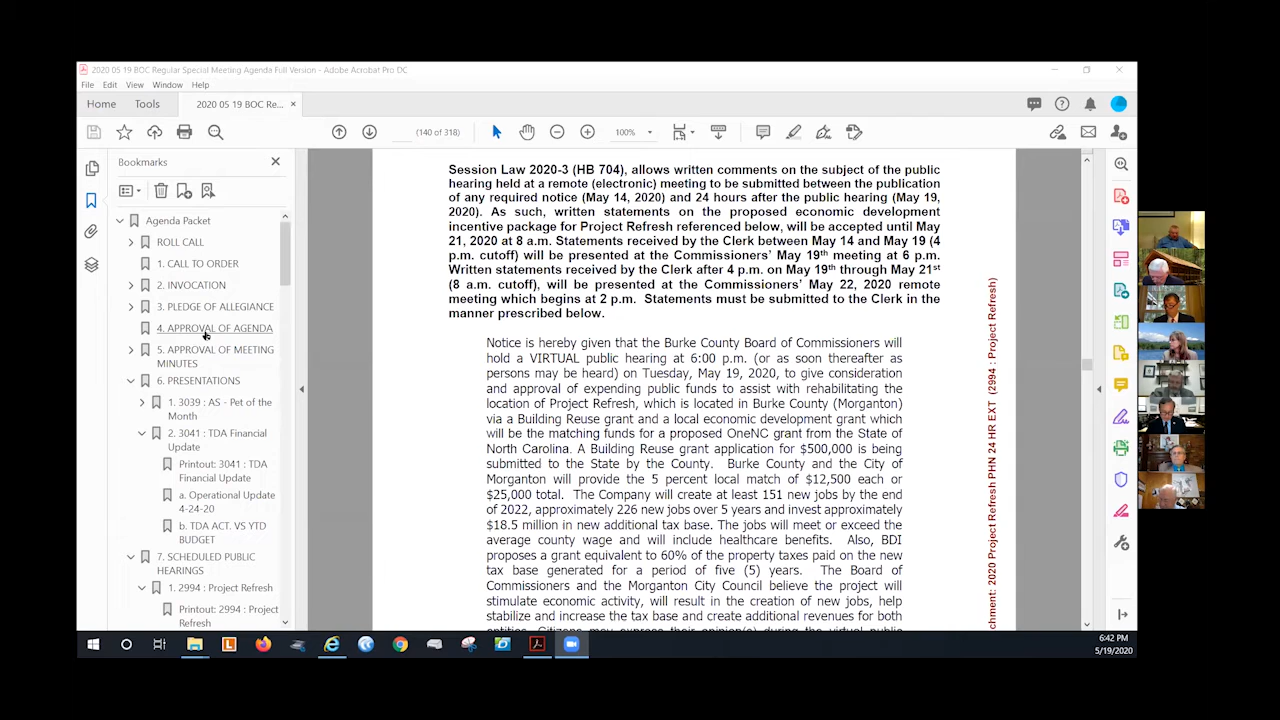 2020 05 19 BOC Regular Special Meeting Agenda Full Version - Adobe Acrobat Pro DC
File Edit View Window Help
Home Tools 2020 05 19 BOC Re... ×
(140 of 318) 100%
Bookmarks
Agenda Packet
ROLL CALL
1. CALL TO ORDER
2. INVOCATION
3. PLEDGE OF ALLEGIANCE
4. APPROVAL OF AGENDA
5. APPROVAL OF MEETING
MINUTES
6. PRESENTATIONS
1. 3039 : AS - Pet of the
Month
2. 3041 : TDA Financial
Update
Printout: 3041 : TDA
Financial Update
a. Operational Update
4-24-20
b. TDA ACT. VS YTD
BUDGET
7. SCHEDULED PUBLIC
HEARINGS
1. 2994 : Project Refresh
Printout: 2994 : Project
Refresh
Session Law 2020-3 (HB 704), allows written comments on the subject of the public
hearing held at a remote (electronic) meeting to be submitted between the publication
of any required notice (May 14, 2020) and 24 hours after the public hearing (May 19,
2020). As such, written statements on the proposed economic development
incentive package for Project Refresh referenced below, will be accepted until May
21, 2020 at 8 a.m. Statements received by the Clerk between May 14 and May 19 (4
p.m. cutoff) will be presented at the Commissioners' May 19th meeting at 6 p.m.
Written statements received by the Clerk after 4 p.m. on May 19th through May 21st
(8 a.m. cutoff), will be presented at the Commissioners' May 22, 2020 remote
meeting which begins at 2 p.m. Statements must be submitted to the Clerk in the
manner prescribed below.
Notice is hereby given that the Burke County Board of Commissioners will
hold a VIRTUAL public hearing at 6:00 p.m. (or as soon thereafter as
persons may be heard) on Tuesday, May 19, 2020, to give consideration
and approval of expending public funds to assist with rehabilitating the
location of Project Refresh, which is located in Burke County (Morganton)
via a Building Reuse grant and a local economic development grant which
will be the matching funds for a proposed OneNC grant from the State of
North Carolina. A Building Reuse grant application for $500,000 is being
submitted to the State by the County. Burke County and the City of
Morganton will provide the 5 percent local match of $12,500 each or
$25,000 total. The Company will create at least 151 new jobs by the end
of 2022, approximately 226 new jobs over 5 years and invest approximately
$18.5 million in new additional tax base. The jobs will meet or exceed the
average county wage and will include healthcare benefits. Also, BDI
proposes a grant equivalent to 60% of the property taxes paid on the new
tax base generated for a period of five (5) years. The Board of
Commissioners and the Morganton City Council believe the project will
stimulate economic activity, will result in the creation of new jobs, help
stabilize and increase the tax base and create additional revenues for both
entities. Citizens may express their opinion(s) during the virtual public
chment: 2020 Project Refresh PHN 24 HR EXT (2994 : Project Refresh)
6:42 PM
5/19/2020